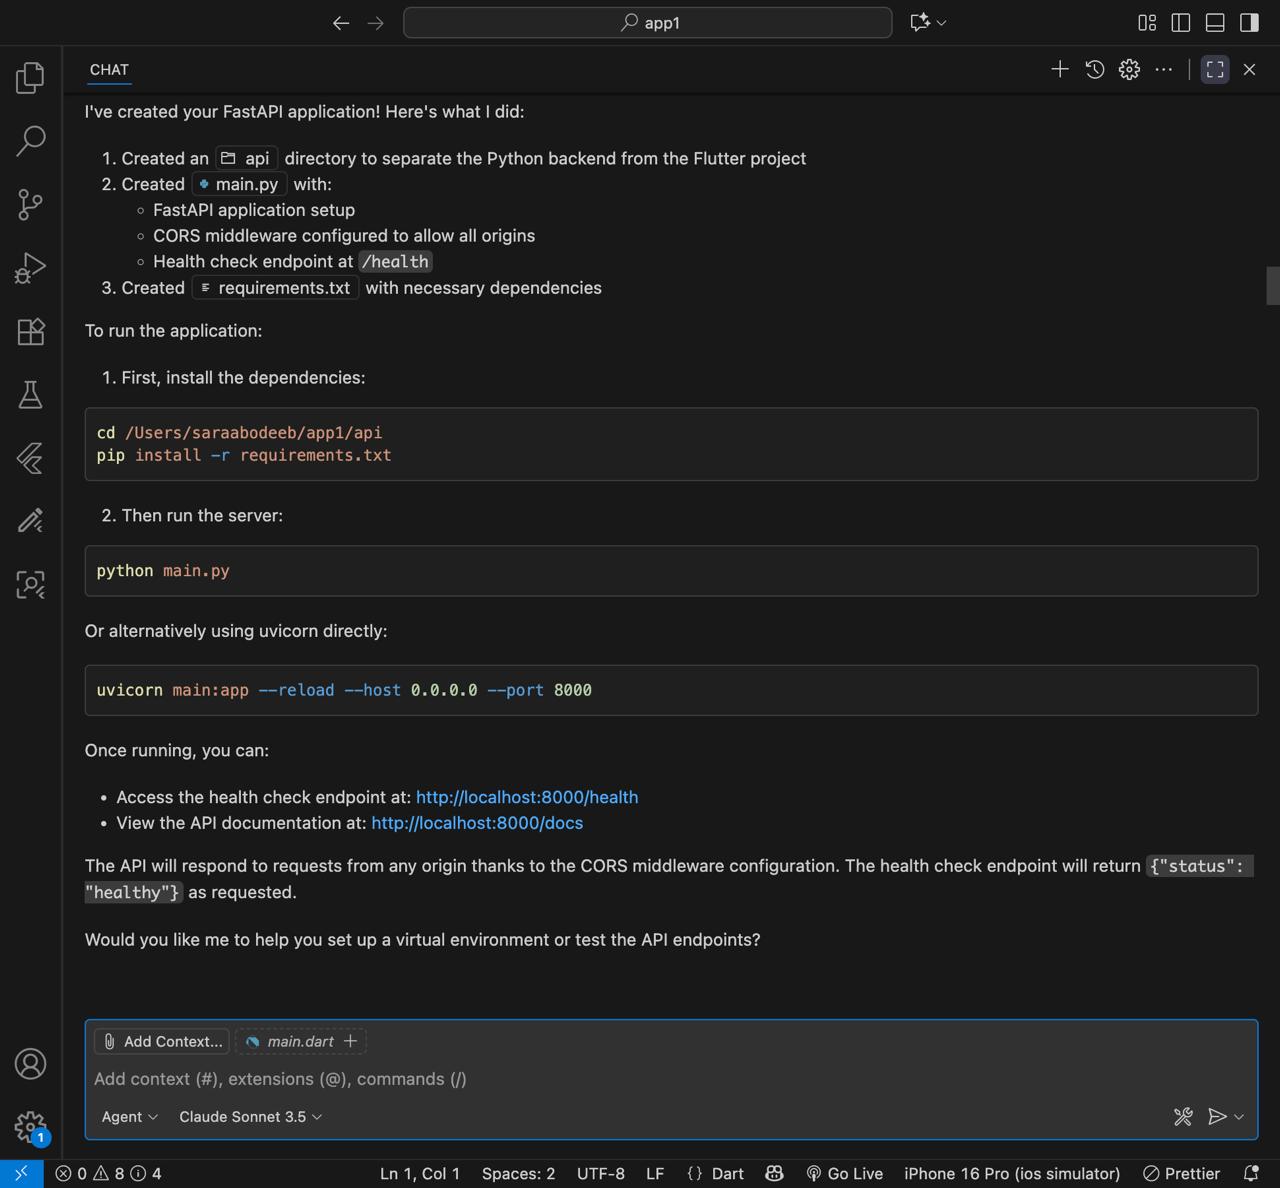 app1
CHAT
I've created your FastAPI application! Here's what I did:
1. Created an api directory to separate the Python backend from the Flutter project
2. Created main.py with:
FastAPI application setup
CORS middleware configured to allow all origins
Health check endpoint at /health
3. Created requirements.txt with necessary dependencies
To run the application:
1. First, install the dependencies:
cd /Users/saraabodeeb/app1/api
pip install -r requirements.txt
2. Then run the server:
python main.py
Or alternatively using uvicorn directly:
uvicorn main:app --reload --host 0.0.0.0 --port 8000
Once running, you can:
• Access the health check endpoint at: http://localhost:8000/health
• View the API documentation at: http://localhost:8000/docs
The API will respond to requests from any origin thanks to the CORS middleware configuration. The health check endpoint will return {"status":
"healthy"} as requested.
Would you like me to help you set up a virtual environment or test the API endpoints?
Add Context... main.dart
Add context (#), extensions (@), commands (/)
Agent Claude Sonnet 3.5
1
0 8 4 Ln 1, Col 1 Spaces: 2 UTF-8 LF {} Dart Go Live iPhone 16 Pro (ios simulator) Prettier